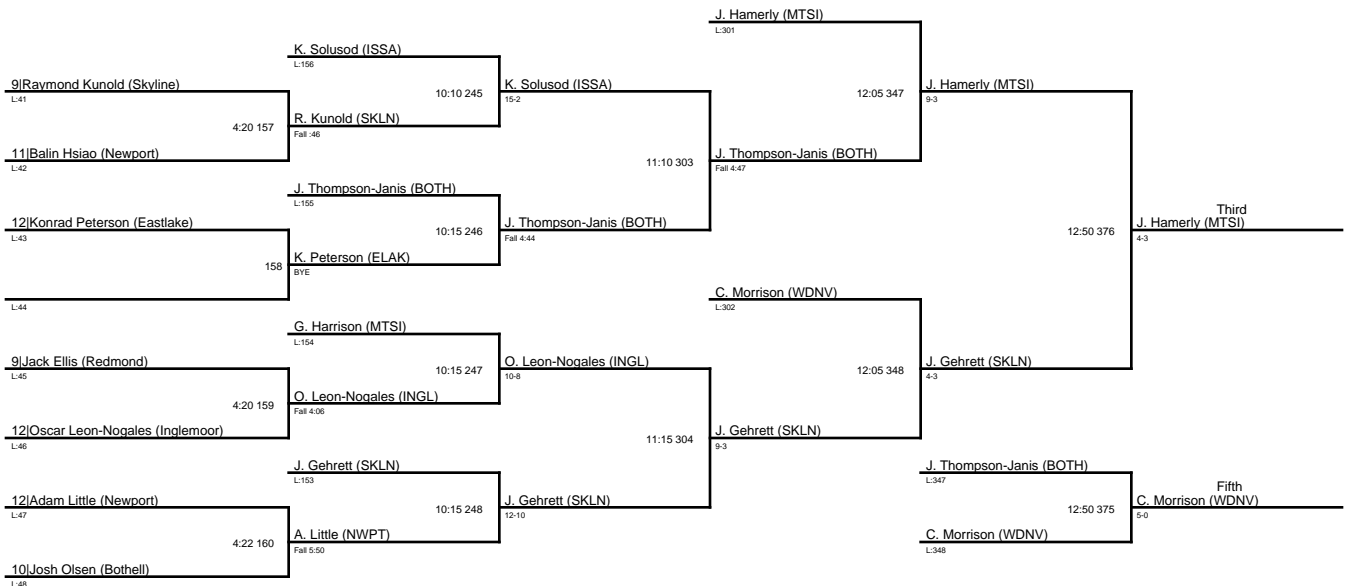 J. Hamerly (MTSI)
L:301
K. Solusod (ISSA)
L:156
9|Raymond Kunold (Skyline)
L:41
10:10 245
K. Solusod (ISSA)
15-2
12:05 347
J. Hamerly (MTSI)
9-3
4:20 157
R. Kunold (SKLN)
Fall :46
11|Balin Hsiao (Newport)
L:42
11:10 303
J. Thompson-Janis (BOTH)
Fall 4:47
J. Thompson-Janis (BOTH)
L:155
12|Konrad Peterson (Eastlake)
L:43
10:15 246
J. Thompson-Janis (BOTH)
Fall 4:44
12:50 376
Third
J. Hamerly (MTSI)
4-3
158
K. Peterson (ELAK)
BYE
L:44
C. Morrison (WDNV)
L:302
G. Harrison (MTSI)
L:154
9|Jack Ellis (Redmond)
L:45
10:15 247
O. Leon-Nogales (INGL)
10-8
12:05 348
J. Gehrett (SKLN)
4-3
4:20 159
O. Leon-Nogales (INGL)
Fall 4:06
12|Oscar Leon-Nogales (Inglemoor)
L:46
11:15 304
J. Gehrett (SKLN)
9-3
J. Gehrett (SKLN)
L:153
J. Thompson-Janis (BOTH)
L:347
12|Adam Little (Newport)
L:47
10:15 248
J. Gehrett (SKLN)
12-10
12:50 375
Fifth
C. Morrison (WDNV)
5-0
4:22 160
A. Little (NWPT)
Fall 5:50
C. Morrison (WDNV)
L:348
10|Josh Olsen (Bothell)
L:48